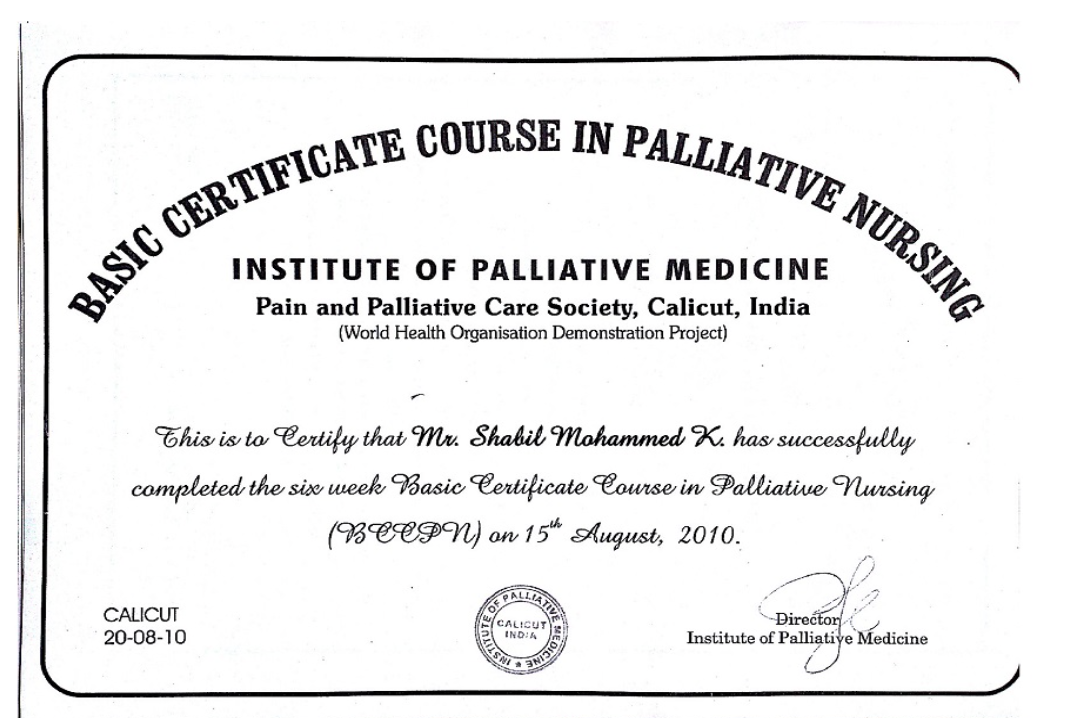 BASIC CERTIFICATE COURSE IN PALLIATIVE NURSING
INSTITUTE OF PALLIATIVE MEDICINE
Pain and Palliative Care Society, Calicut, India
(World Health Organisation Demonstration Project)
This is to Certify that Mr. Shabil Mohammed K. has successfully
completed the six week Basic Certificate Course in Palliative Nursing
(BCCPN) on 15th August, 2010.
CALICUT
20-08-10
INSTITUTE OF PALLIATIVE MEDICINE ★
CALICUT
INDIA
Director
Institute of Palliative Medicine